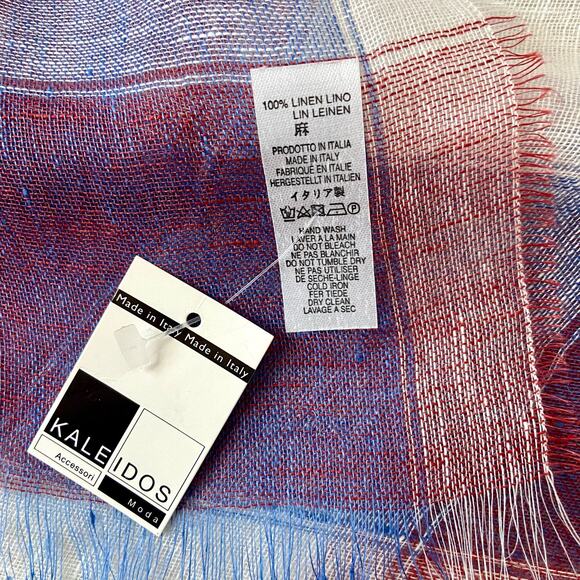 100% LINEN LINO
LIN LEINEN
麻
PRODOTTO IN ITALIA
MADE IN ITALY
FABRIQUÉ EN ITALIE
HERGESTELLT IN ITALIEN
イタリア製
P
HAND WASH
LAVER A LA MAIN
DO NOT BLEACH
NE PAS BLANCHIR
DO NOT TUMBLE DRY
NE PAS UTILISER
DE SECHE-LINGE
COLD IRON
FER TIEDE
DRY CLEAN
LAVAGE A SEC
Made in Italy Made in Italy
KALEIDOS
Accessori
Moda